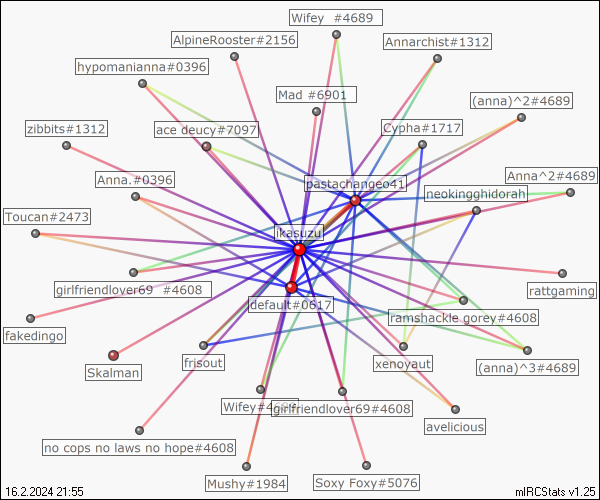 Wifey  #4689
AlpineRooster#2156
Annarchist#1312
hypomanianna#0396
Mad #6901
(anna)^2#4689
zibbits#1312
ace deucy#7097
Cypha#1717
Anna.#0396
pastachangeo41
neokingghidorah
Anna^2#4689
Toucan#2473
ikasuzu
girlfriendlover69  #4608
default#0617
rattgaming
fakedingo
ramshackle gorey#4608
Skalman
frisout
xenoyaut
(anna)^3#4689
Wifey#4
girlfriendlover69#4608
avelicious
no cops no laws no hope#4608
Mushy#1984
Soxy Foxy#5076
16.2.2024 21:55
mIRCStats v1.25